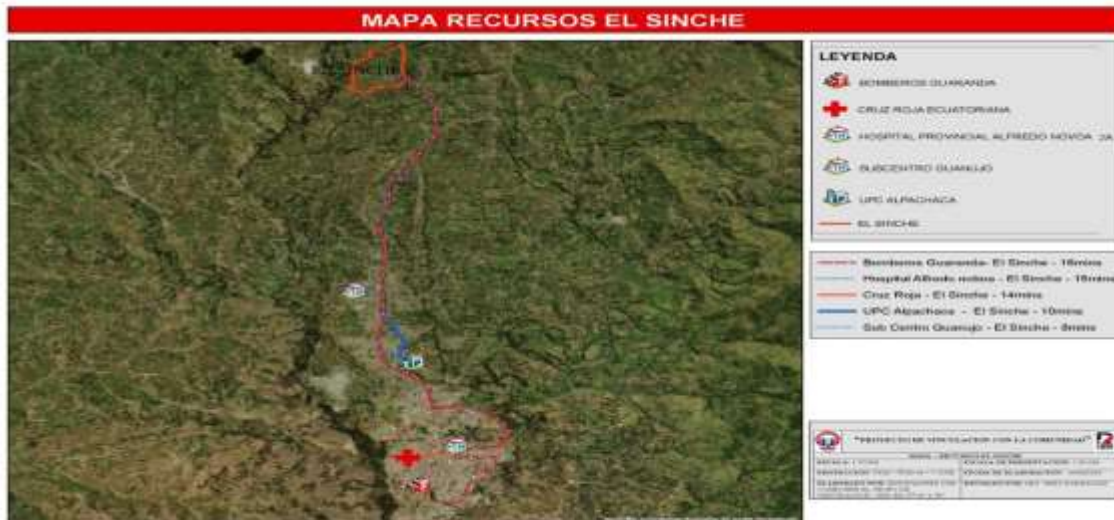 MAPA RECURSOS EL SINCHE
SINCHE
LEYENDA
BOMBEROS GUARANDA
CRUZ ROJA ECUATORIANA
HOSPITAL PROVINCIAL ALFREDO NOVOA
SUBCENTRO GUANUJO
UPC ALPACHACA
EL SINCHE
Bomberos Guaranda- El Sinche - 16mins
Hospital Alfredo noboa - El Sinche - 15mins
Cruz Roja - El Sinche - 14mins
UPC Alpachaca - El Sinche - 10mins
Sub Centro Guanujo - El Sinche - 8mins
"PROYECTO DE VINCULACION CON LA COMUNIDAD"